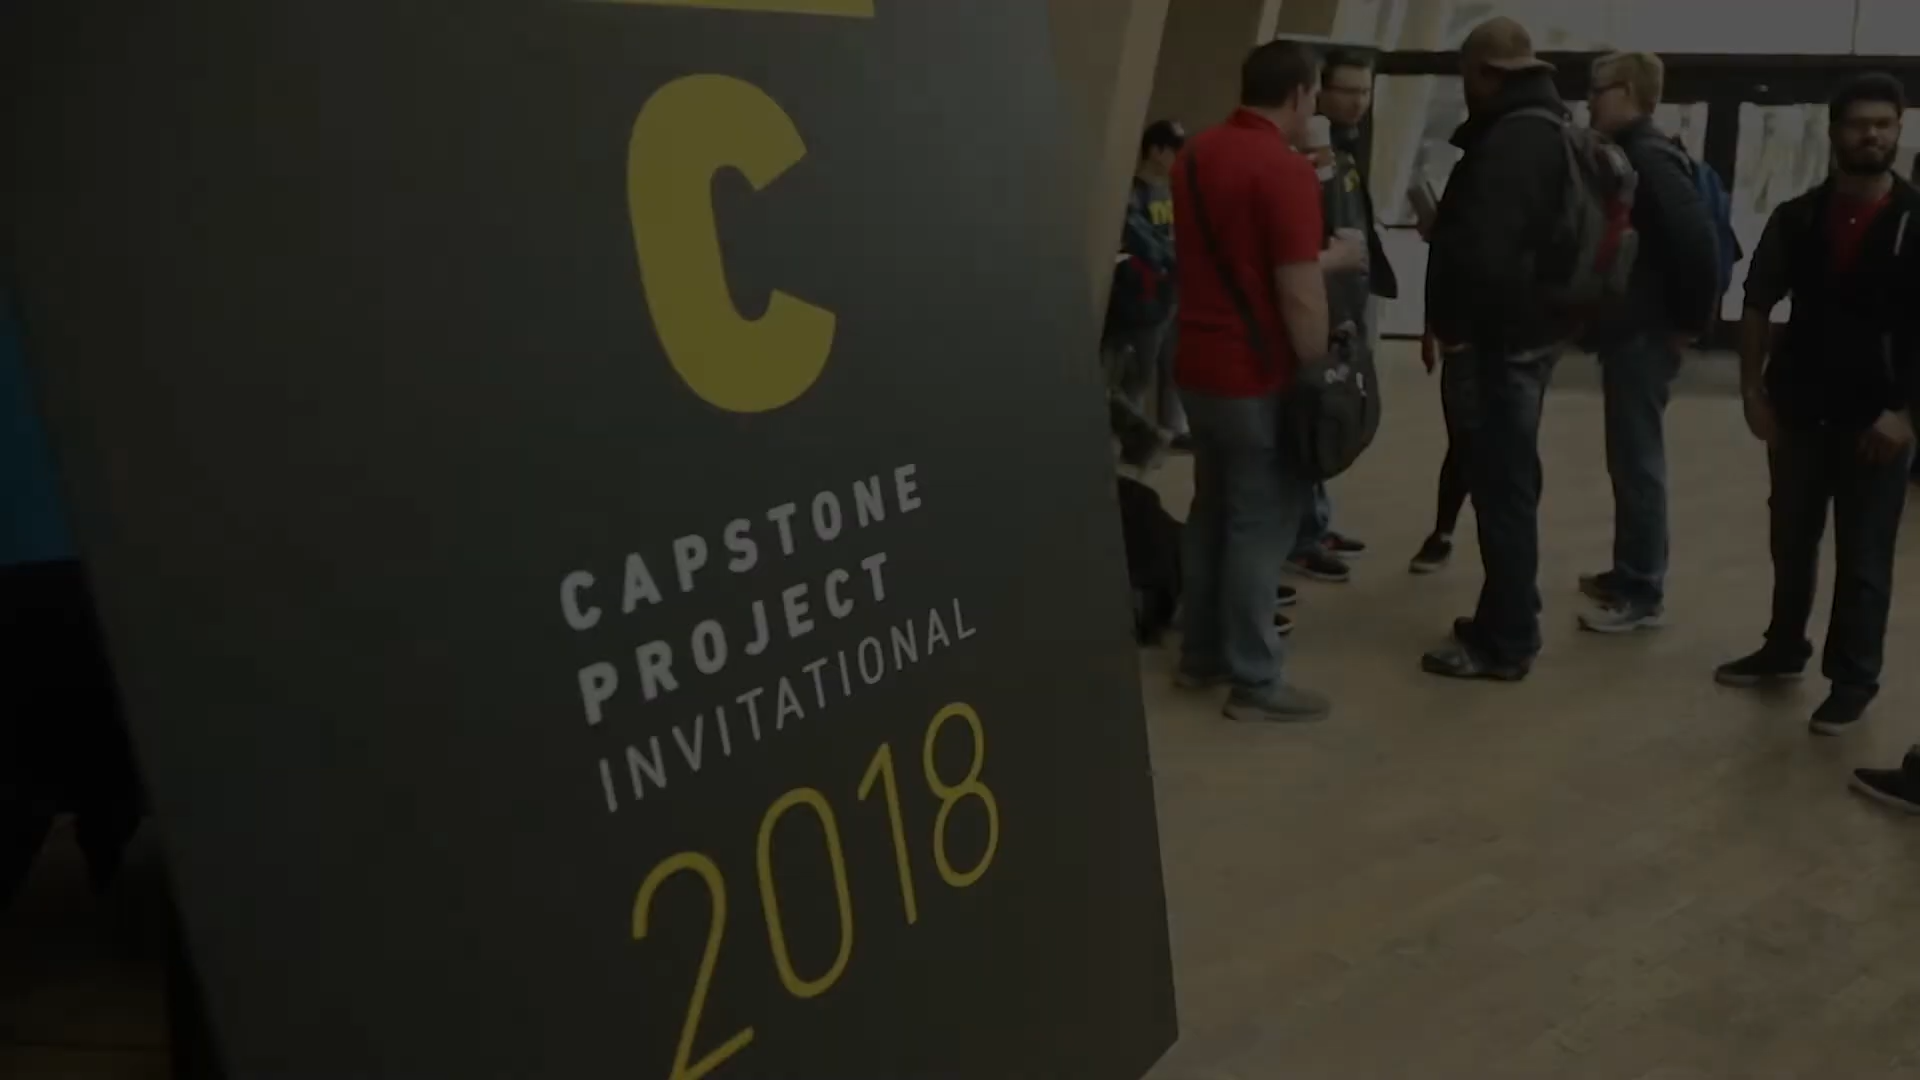 C
CAPSTONE
PROJECT
INVITATIONAL
2018